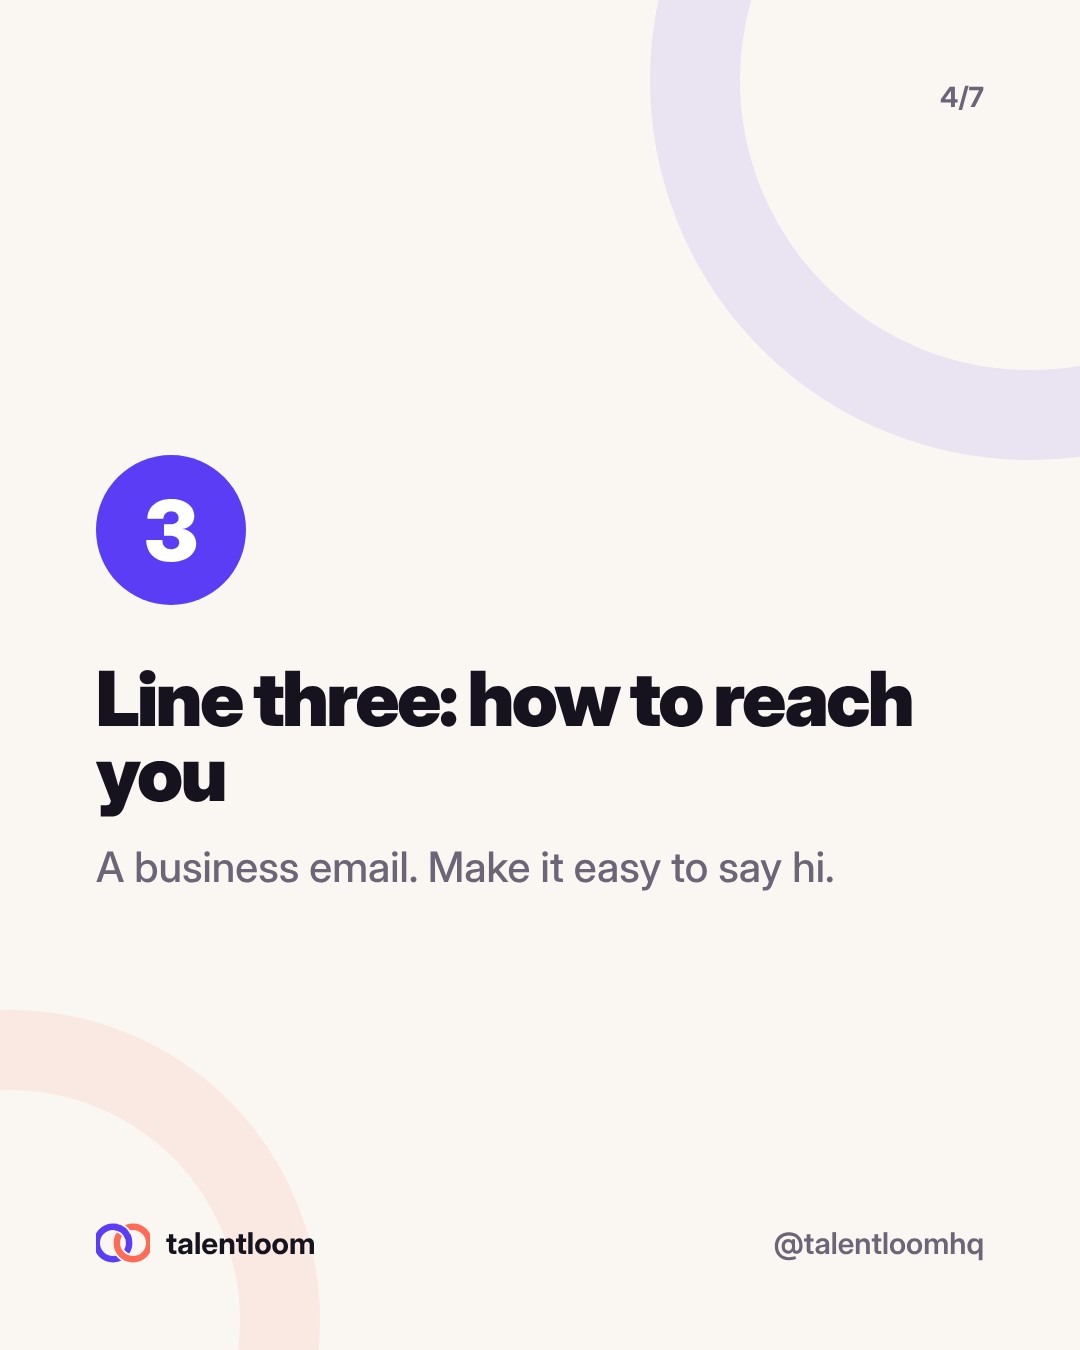 4/7
3
Line three: how to reach
you
A business email. Make it easy to say hi.
talentloom
@talentloomhq